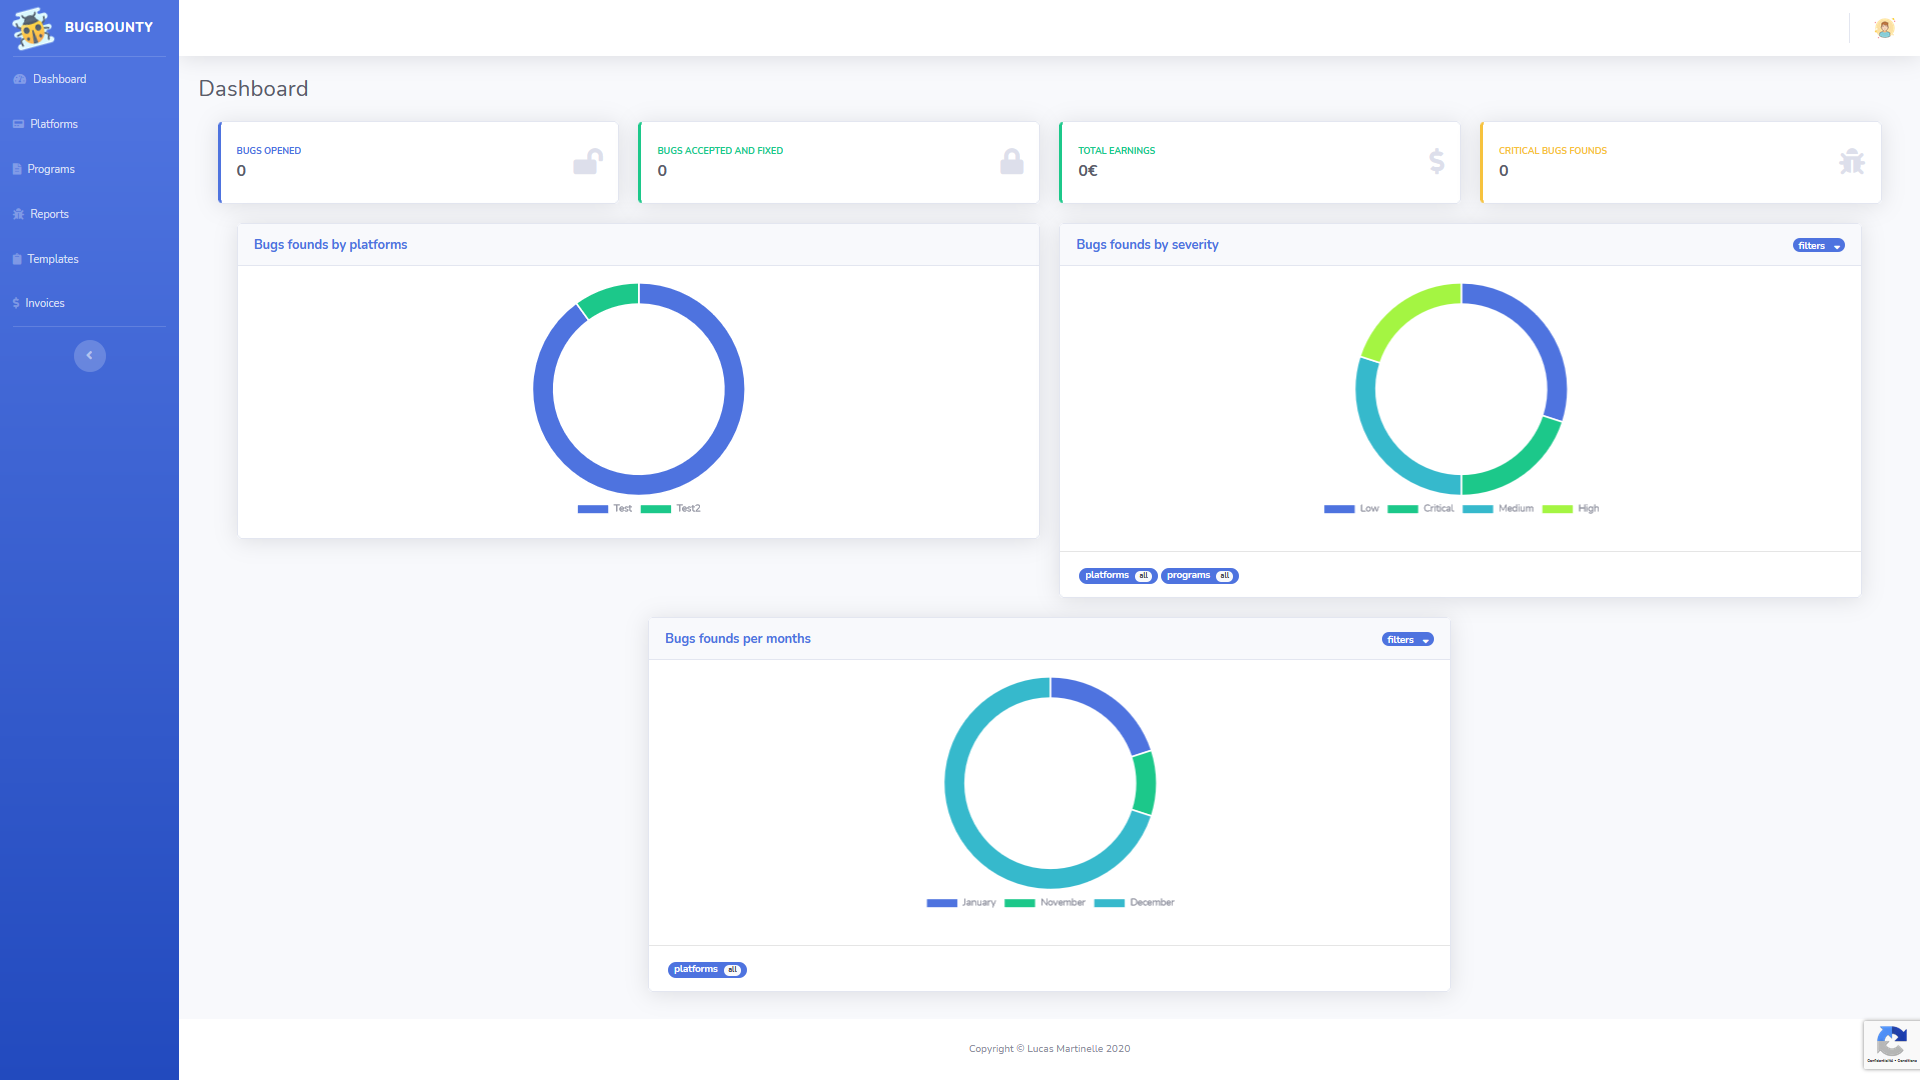 BUGBOUNTY
Dashboard
Platforms
Programs
Reports
Templates
$ Invoices
Dashboard
BUGS OPENED
0
BUGS ACCEPTED AND FIXED
0
TOTAL EARNINGS
0€
$
CRITICAL BUGS FOUNDS
0
Bugs founds by platforms
Test Test2
Bugs founds by severity
filters
Low Critical Medium High
platforms all programs all
Bugs founds per months
filters
January November December
platforms all
Copyright © Lucas Martinelle 2020
Confidentialité • Conditions